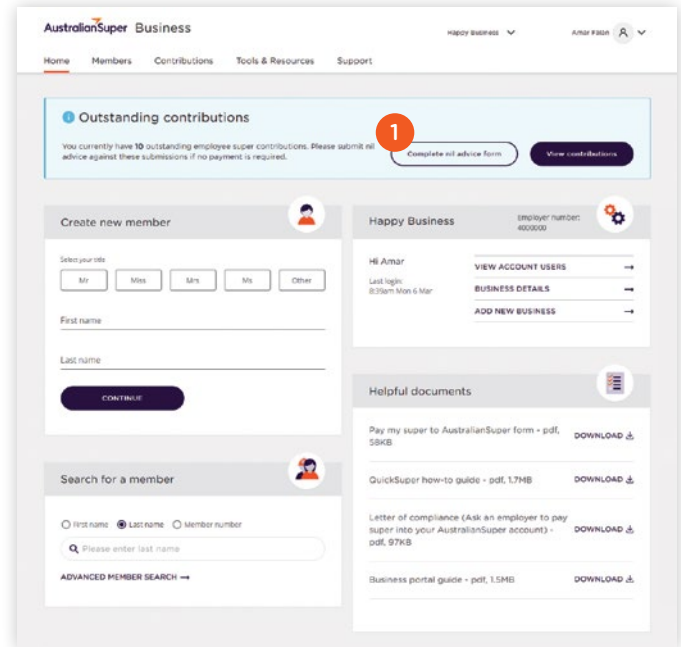 AustralianSuper Business
Happy Business
Amar Patan
Home Members Contributions Tools & Resources Support
Outstanding contributions
1
You currently have 10 outstanding employee super contributions. Please submit nil
advice against these submissions if no payment is required.
Complete nil advice form
View contributions
Create new member
Select your title
Mr Miss Mrs Ms Other
First name
Last name
CONTINUE
Search for a member
First name Last name Member number
Please enter last name
ADVANCED MEMBER SEARCH →
Happy Business
Employer number:
4000000
Hi Amar
Last login:
8:39am Mon 6 Mar
VIEW ACCOUNT USERS →
BUSINESS DETAILS →
ADD NEW BUSINESS →
Helpful documents
Pay my super to AustralianSuper form - pdf,
58KB
DOWNLOAD
QuickSuper how-to guide - pdf, 1.7MB
DOWNLOAD
Letter of compliance (Ask an employer to pay
super into your AustralianSuper account) -
pdf, 97KB
DOWNLOAD
Business portal guide - pdf, 1.5MB
DOWNLOAD